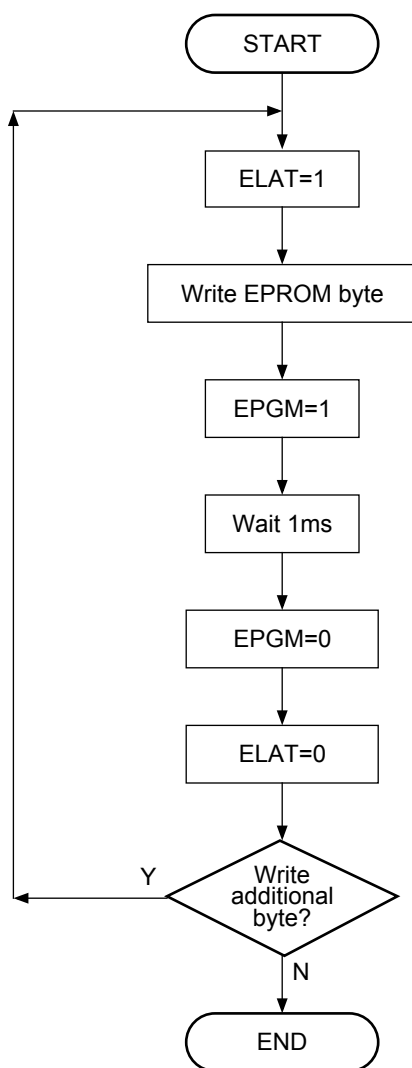 START
ELAT=1
Write EPROM byte
EPGM=1
Wait 1ms
EPGM=0
ELAT=0
Write
additional
byte?
Y
N
END